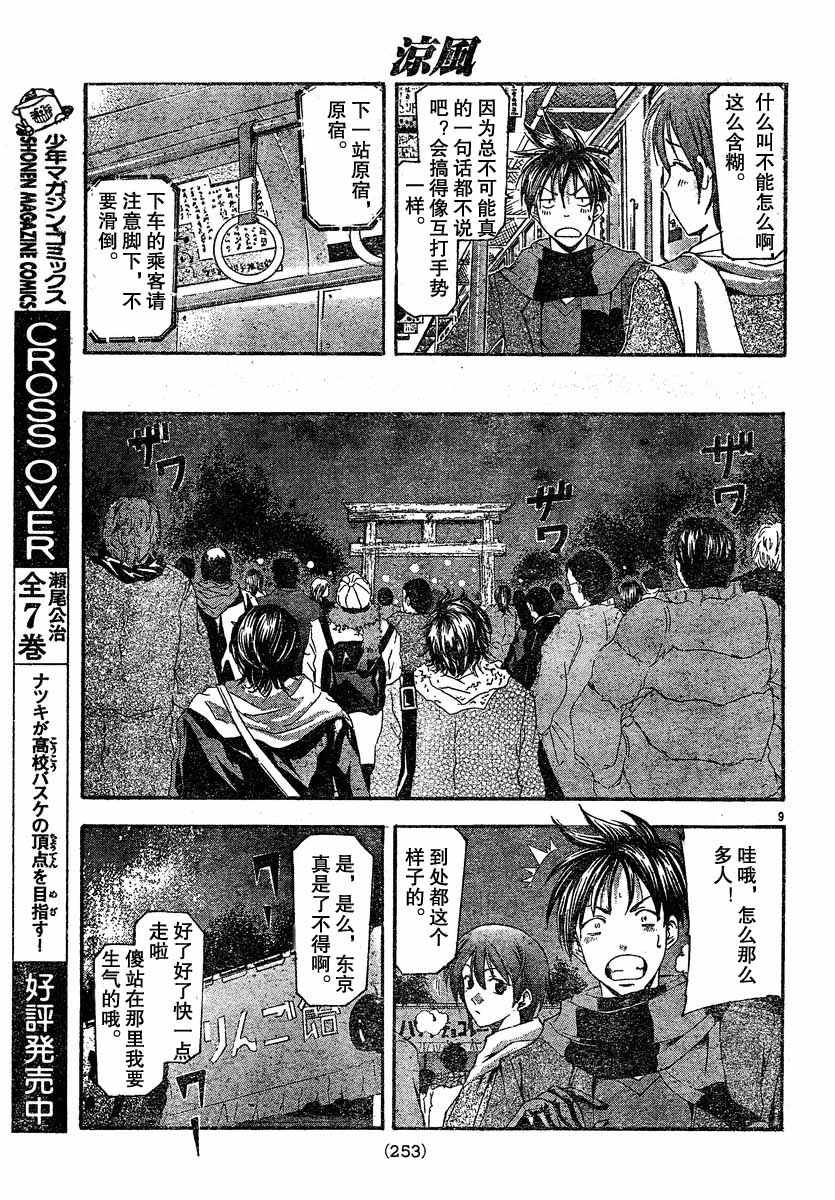 涼風
什么叫不能怎么啊,
这么含糊。
因为总不可能真
的一句话都不说
吧？会搞得像互打手势
一样。
下一站原宿，
原宿。
下车的乘客请
注意脚下，不
要滑倒。
ザワ
ザワ
ザワ
9
哇哦，怎么那么
多人！
到处都这个
样子的。
是，是么，东京
真是了不得啊。
好了好了快一点
走啦
傻站在那里我要
生气的哦。
りんご飴
(253)
少年マガジンコミックス
SHONEN MAGAZINE COMICS
CROSS OVER
瀬尾公治
全7巻
ナツキが高校バスケの頂点を目指す！
好評発売中